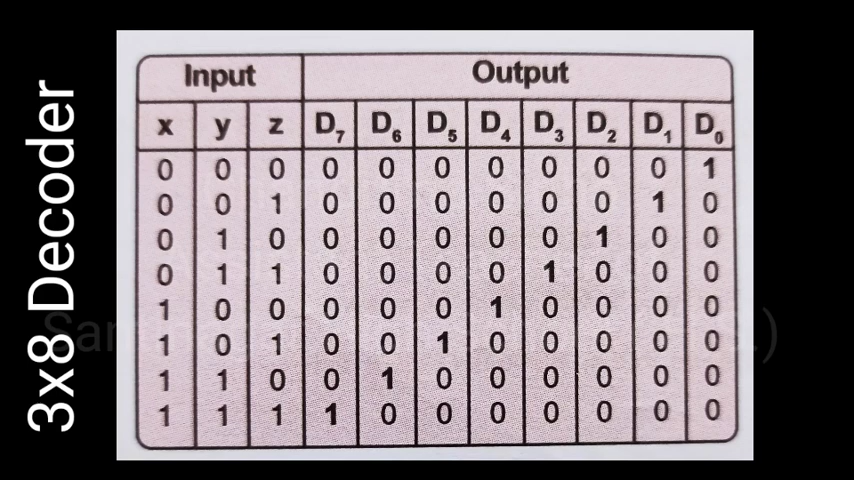 3x8 Decoder
Input Output
x y z D7 D6 D5 D4 D3 D2 D1 D0
0 0 0 0 0 0 0 0 0 0 1
0 0 1 0 0 0 0 0 0 1 0
0 1 0 0 0 0 0 0 1 0 0
0 1 1 0 0 0 0 1 0 0 0
1 0 0 0 0 0 1 0 0 0 0
1 0 1 0 0 1 0 0 0 0 0
1 1 0 0 1 0 0 0 0 0 0
1 1 1 1 0 0 0 0 0 0 0